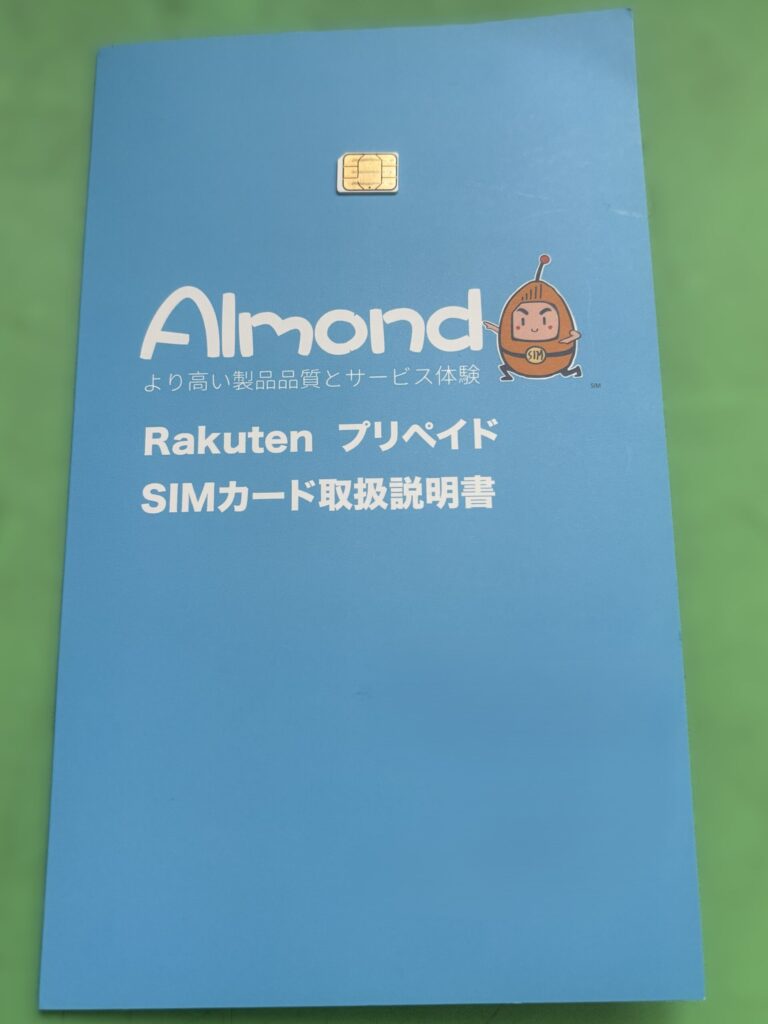 Almond
SIM
SM
より高い製品品質とサービス体験
Rakuten プリペイド
SIMカード取扱説明書